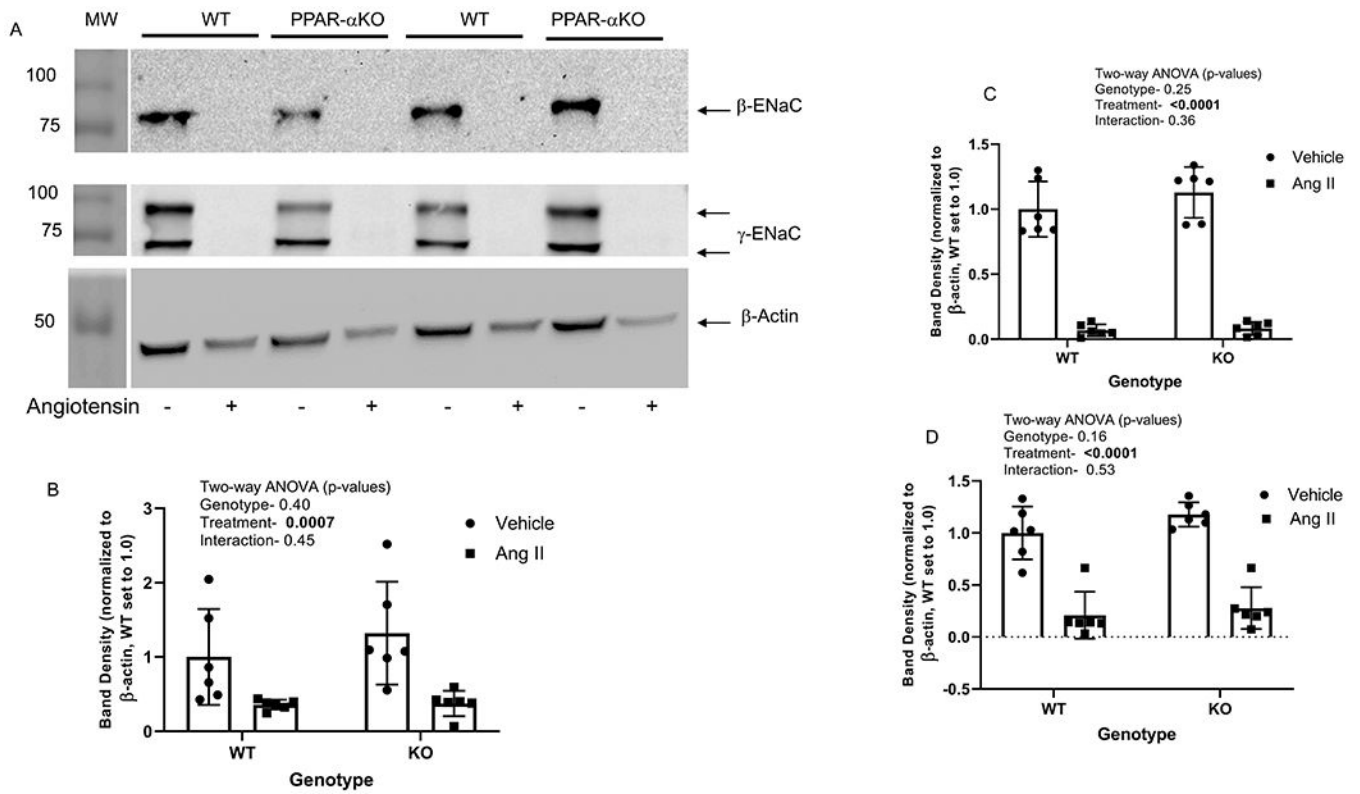 A
MW WT PPAR-αKO WT PPAR-αKO
100
75
β-ENaC
100
75
γ-ENaC
50
β-Actin
Angiotensin - + - + - + - +
B
Two-way ANOVA (p-values)
Genotype- 0.40
Treatment- 0.0007
Interaction- 0.45
Vehicle
Ang II
Band Density (normalized to
β-actin, WT set to 1.0)
3
2
1
0
WT KO
Genotype
C
Two-way ANOVA (p-values)
Genotype- 0.25
Treatment- <0.0001
Interaction- 0.36
Vehicle
Ang II
Band Density (normalized to
β-actin, WT set to 1.0)
1.5
1.0
0.5
0.0
WT KO
Genotype
D
Two-way ANOVA (p-values)
Genotype- 0.16
Treatment- <0.0001
Interaction- 0.53
Vehicle
Ang II
Band Density (normalized to
β-actin, WT set to 1.0)
1.5
1.0
0.5
0.0
-0.5
WT KO
Genotype